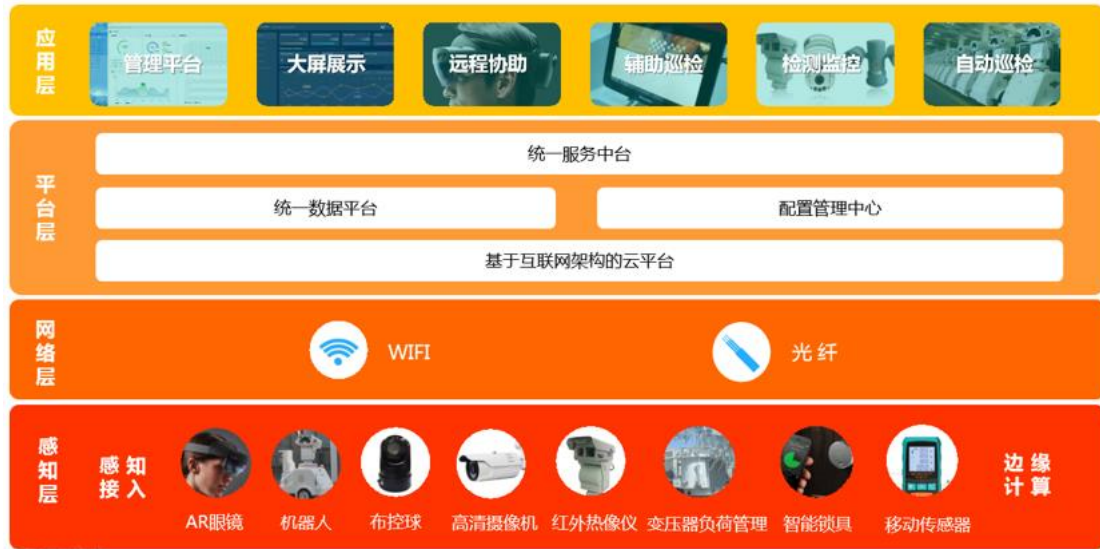 应用层
管理平台
大屏展示
远程协助
辅助巡检
检测监控
自动巡检
平台层
统一服务中台
统一数据平台
配置管理中心
基于互联网架构的云平台
网络层
WIFI
光纤
感知层
感知接入
AR眼镜
机器人
布控球
高清摄像机
红外热像仪
变压器负荷管理
智能锁具
移动传感器
边缘计算